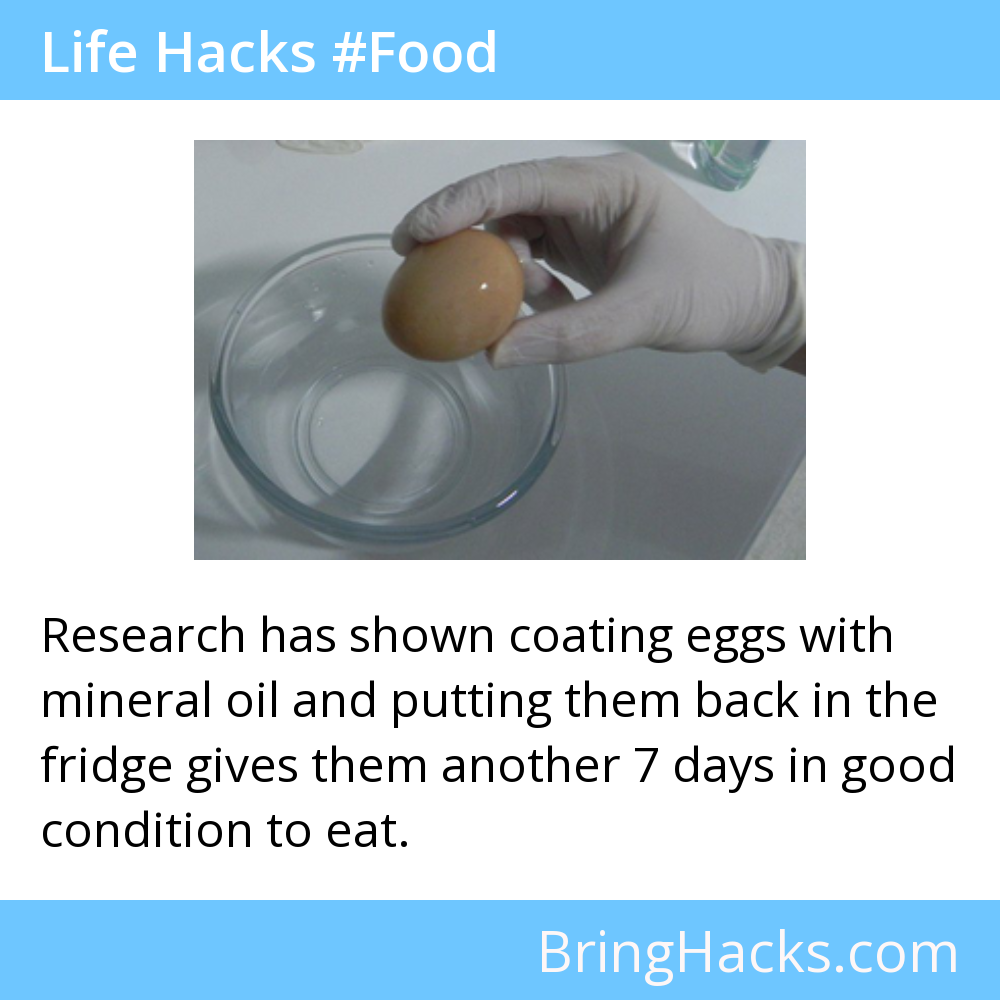 Life Hacks #Food
Research has shown coating eggs with
mineral oil and putting them back in the
fridge gives them another 7 days in good
condition to eat.
BringHacks.com